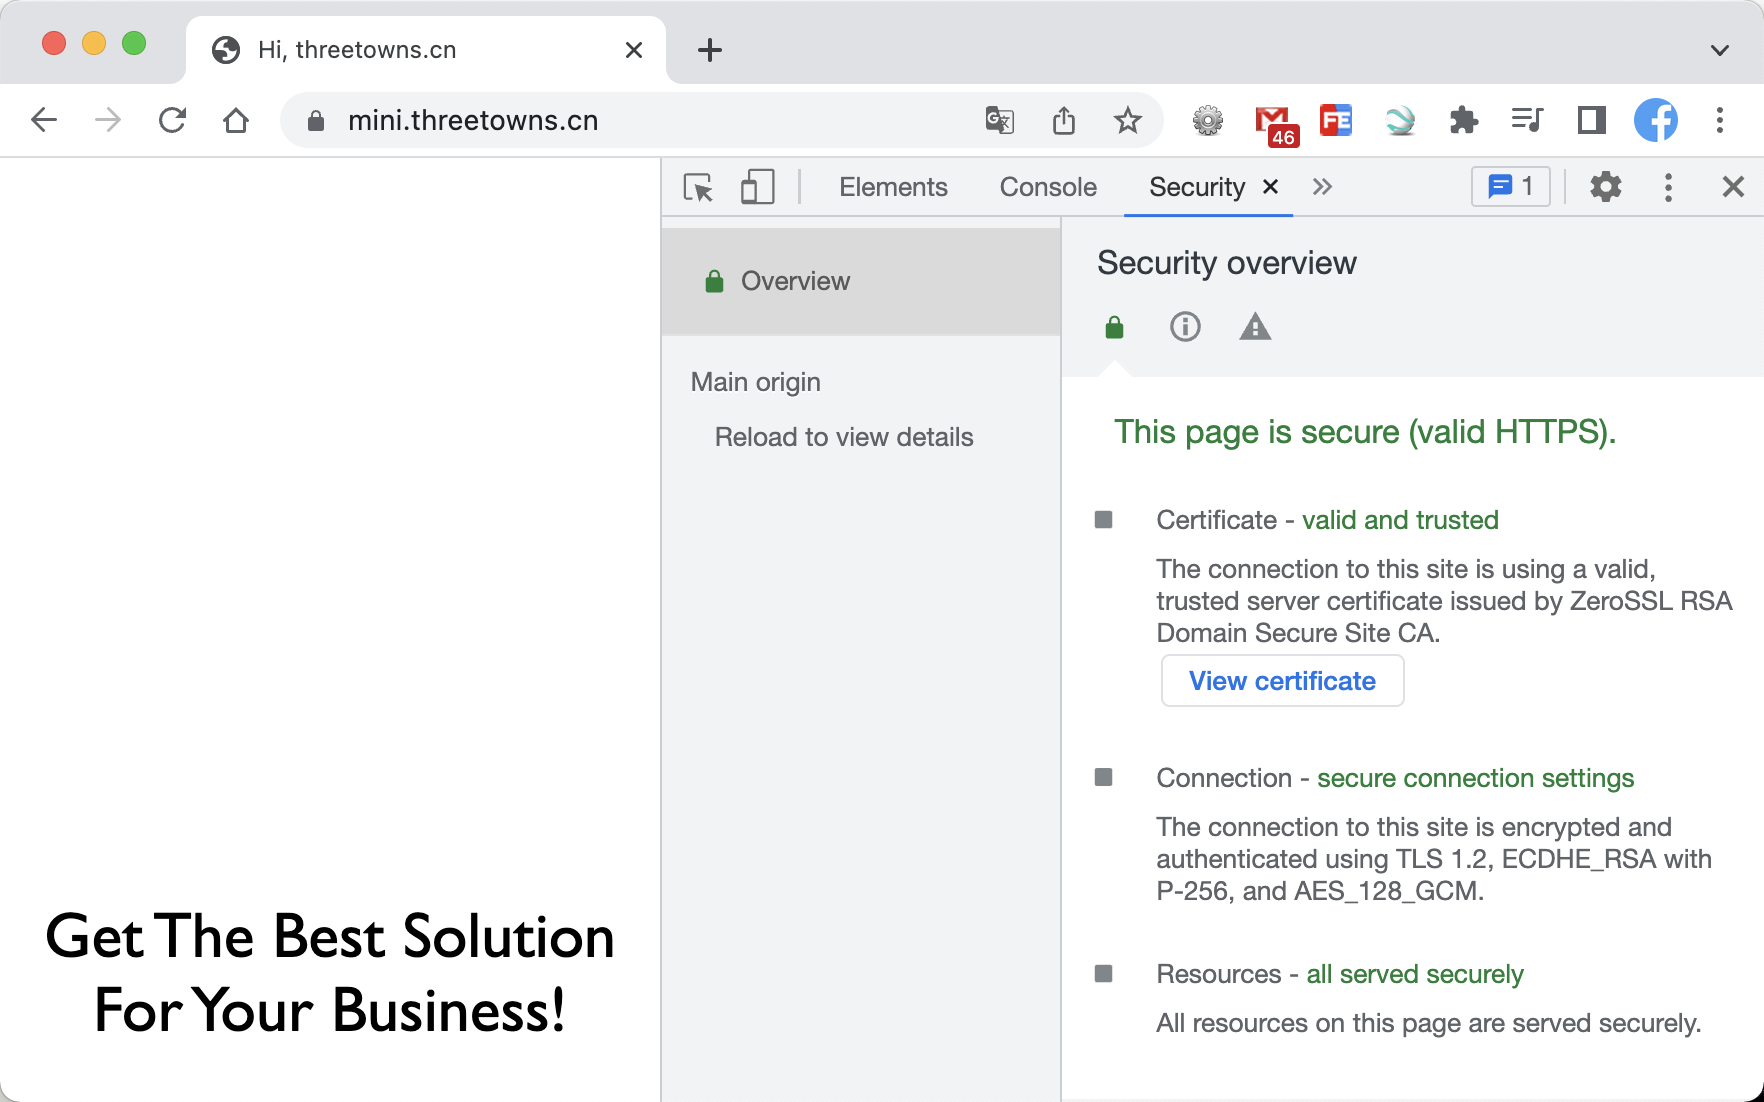 Hi, threetowns.cn
mini.threetowns.cn
46
FE
Elements Console Security 1
Overview
Main origin
Reload to view details
Security overview
This page is secure (valid HTTPS).
Certificate - valid and trusted
The connection to this site is using a valid,
trusted server certificate issued by ZeroSSL RSA
Domain Secure Site CA.
View certificate
Connection - secure connection settings
The connection to this site is encrypted and
authenticated using TLS 1.2, ECDHE_RSA with
P-256, and AES_128_GCM.
Resources - all served securely
All resources on this page are served securely.
Get The Best Solution
For Your Business!